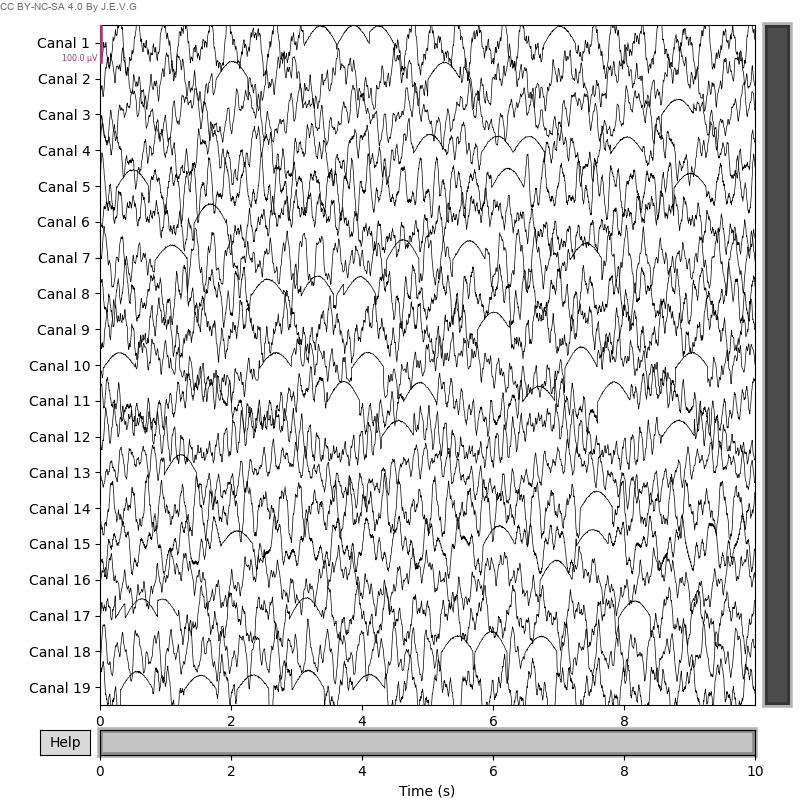 CC BY-NC-SA 4.0 By J.E.V.G
Canal 1
100.0 µV
Canal 2
Canal 3
Canal 4
Canal 5
Canal 6
Canal 7
Canal 8
Canal 9
Canal 10
Canal 11
Canal 12
Canal 13
Canal 14
Canal 15
Canal 16
Canal 17
Canal 18
Canal 19
0 2 4 6 8
Help
0 2 4 6 8 10
Time (s)